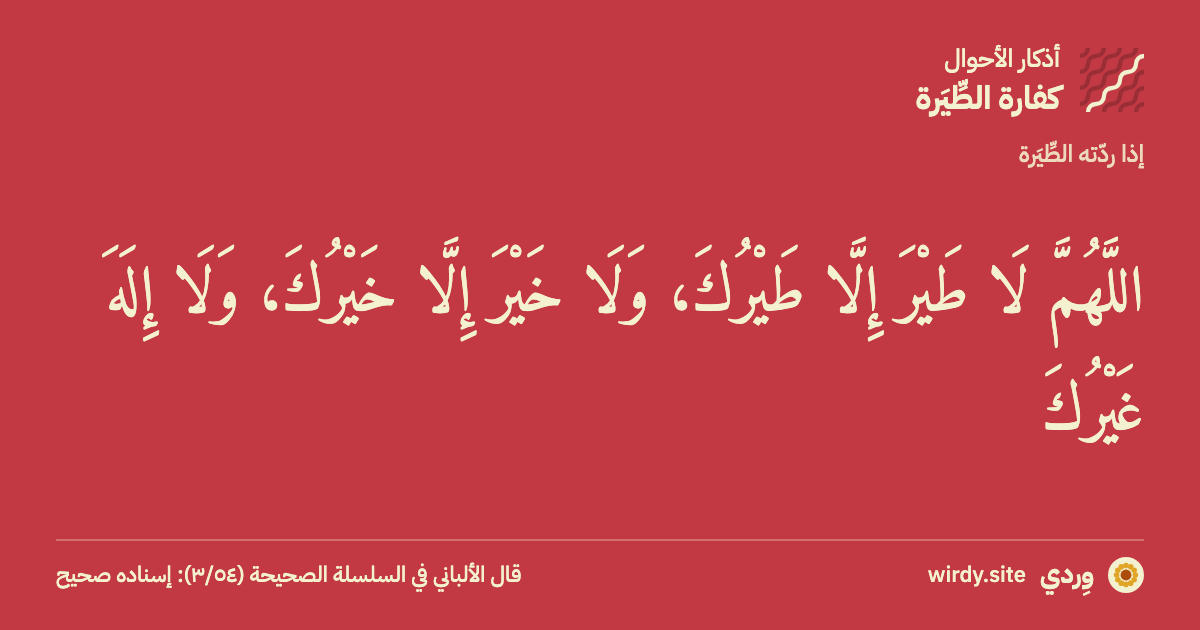 أذكار الأحوال
كفارة الطِّيَرة
إذا ردّته الطِّيَرة
اللَّهُمَّ لَا طَيْرَ إِلَّا طَيْرُكَ، وَلَا خَيْرَ إِلَّا خَيْرُكَ، وَلَا إِلَهَ
غَيْرُكَ
وِردي wirdy.site
قال الألباني في السلسلة الصحيحة (٣/٥٤): إسناده صحيح